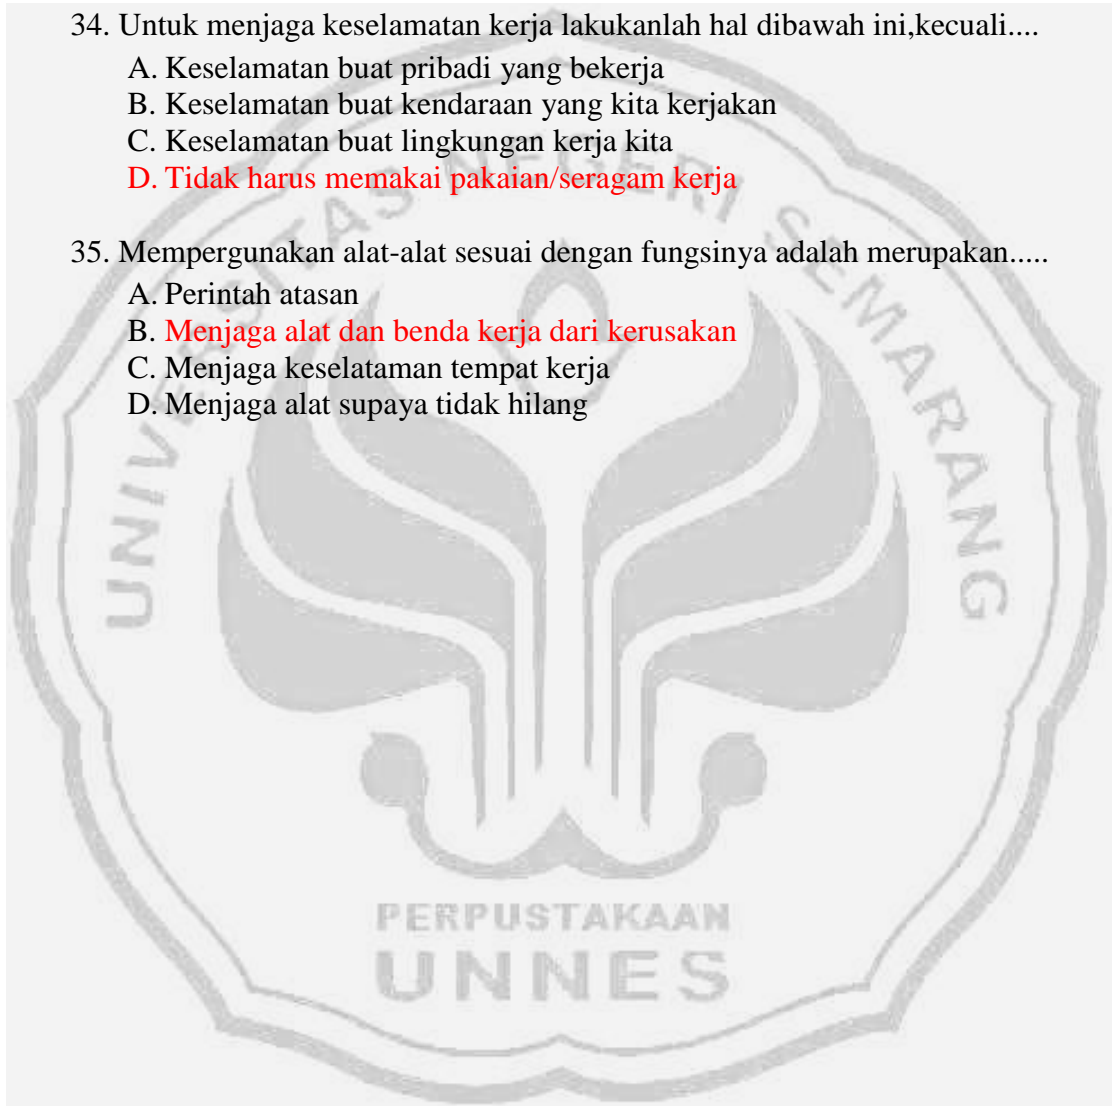 34. Untuk menjaga keselamatan kerja lakukanlah hal dibawah ini,kecuali....
A. Keselamatan buat pribadi yang bekerja
B. Keselamatan buat kendaraan yang kita kerjakan
C. Keselamatan buat lingkungan kerja kita
D. Tidak harus memakai pakaian/seragam kerja
35. Mempergunakan alat-alat sesuai dengan fungsinya adalah merupakan.....
A. Perintah atasan
B. Menjaga alat dan benda kerja dari kerusakan
C. Menjaga keselataman tempat kerja
D. Menjaga alat supaya tidak hilang
UNIVERSITAS NEGERI SEMARANG
PERPUSTAKAAN
UNNES